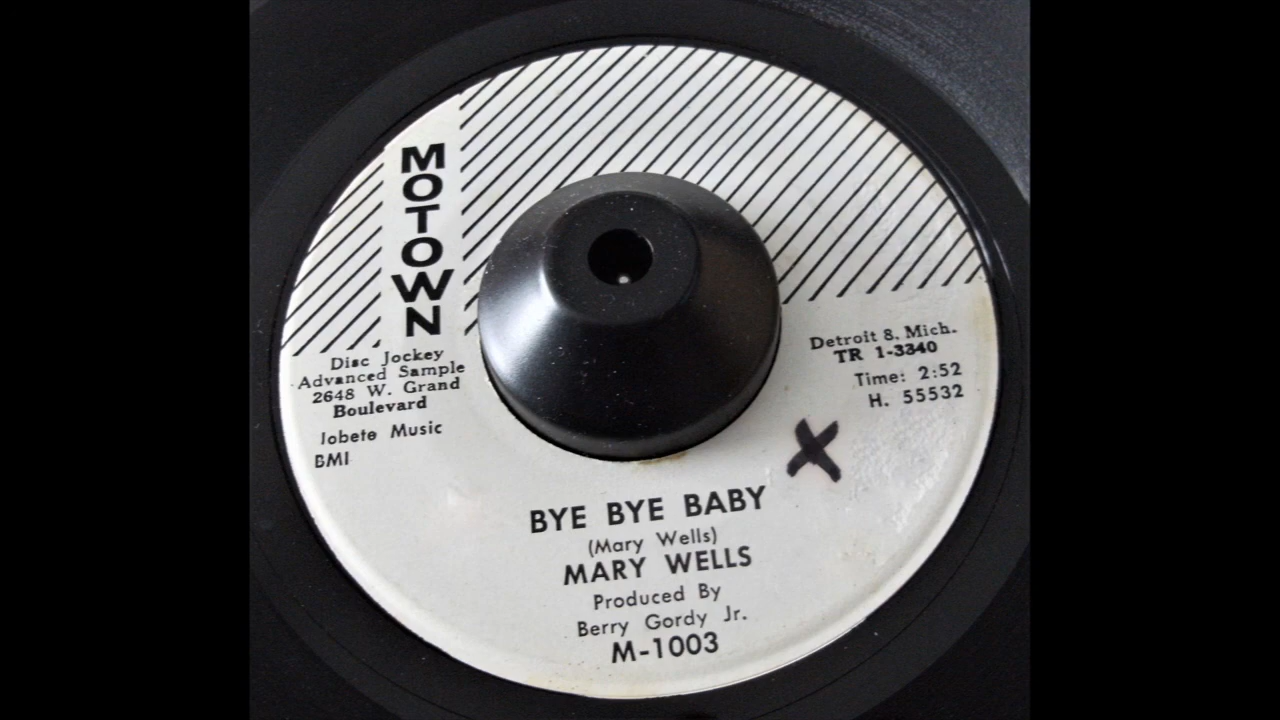 MOTOWN
Disc Jockey
Advanced Sample
2648 W. Grand
Boulevard
Jobete Music
BMI
Detroit 8, Mich.
TR 1-3340
Time: 2:52
H. 55532
X
BYE BYE BABY
(Mary Wells)
MARY WELLS
Produced By
Berry Gordy Jr.
M-1003